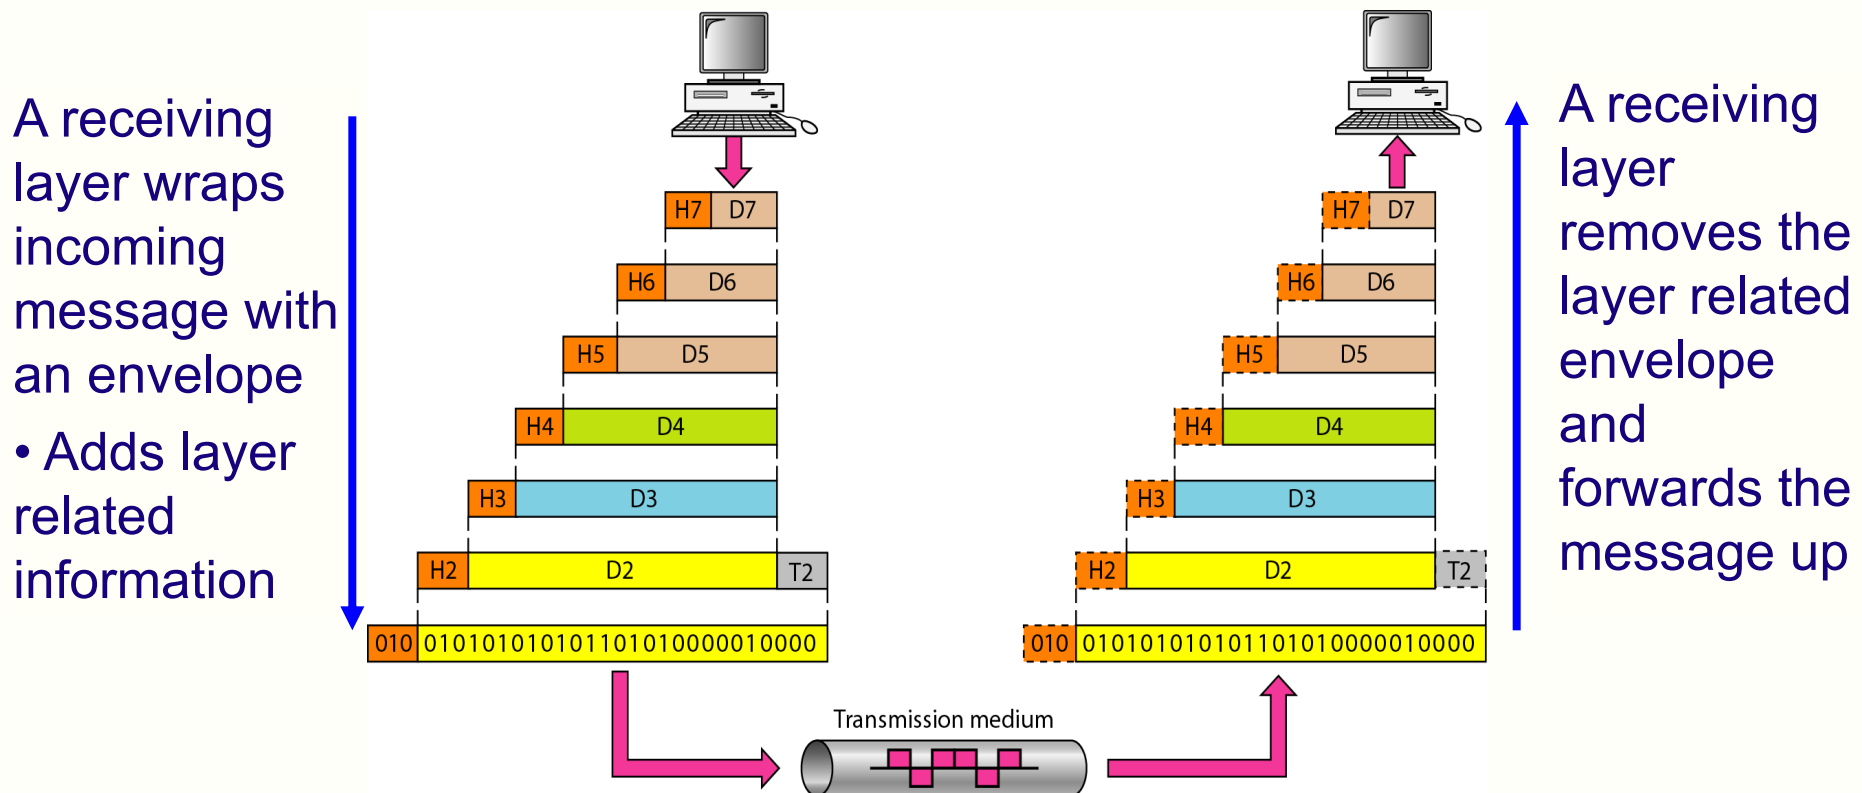 A receiving
layer wraps
incoming
message with
an envelope
• Adds layer
related
information
H7 D7
H6 D6
H5 D5
H4 D4
H3 D3
H2 D2 T2
010 010101010101101010000010000
Transmission medium
H7 D7
H6 D6
H5 D5
H4 D4
H3 D3
H2 D2 T2
010 010101010101101010000010000
A receiving
layer
removes the
layer related
envelope
and
forwards the
message up